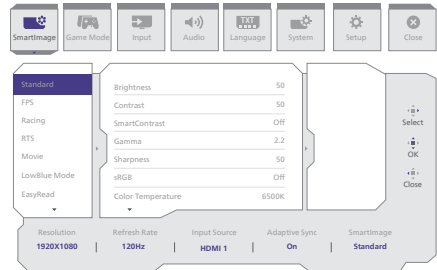 TXT
SmartImage Game Mode Input Audio Language System Setup Close
Standard
FPS
Racing
RTS
Movie
LowBlue Mode
EasyRead
Brightness 50
Contrast 50
SmartContrast Off
Gamma 2.2
Sharpness 50
sRGB Off
Color Temperature 6500K
Select
OK
Close
Resolution Refresh Rate Input Source Adaptive Sync SmartImage
1920X1080 | 120Hz | HDMI 1 | On | Standard